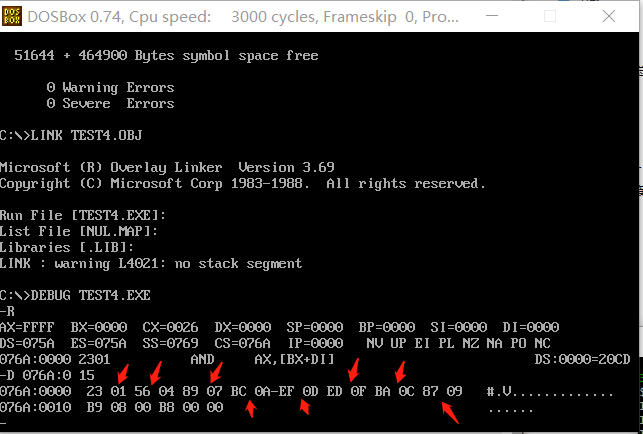 DOSBox 0.74, Cpu speed: 3000 cycles, Frameskip 0, Pro...
DOS
BOX
51644 + 464900 Bytes symbol space free
0 Warning Errors
0 Severe Errors
C:\>LINK TEST4.OBJ
Microsoft (R) Overlay Linker Version 3.69
Copyright (C) Microsoft Corp 1983-1988. All rights reserved.
Run File [TEST4.EXE]:
List File [NUL.MAP]:
Libraries [.LIB]:
LINK : warning L4021: no stack segment
C:\>DEBUG TEST4.EXE
-R
AX=FFFF BX=0000 CX=0026 DX=0000 SP=0000 BP=0000 SI=0000 DI=0000
DS=075A ES=075A SS=0769 CS=076A IP=0000 NV UP EI PL NZ NA PO NC
076A:0000 2301 AND AX,[BX+DI] DS:0000=20CD
-D 076A:0 15
076A:0000 23 01 56 04 89 07 BC 0A-EF 0D ED 0F BA 0C 87 09 #.V.............
076A:0010 B9 08 00 B8 00 00 ......
-